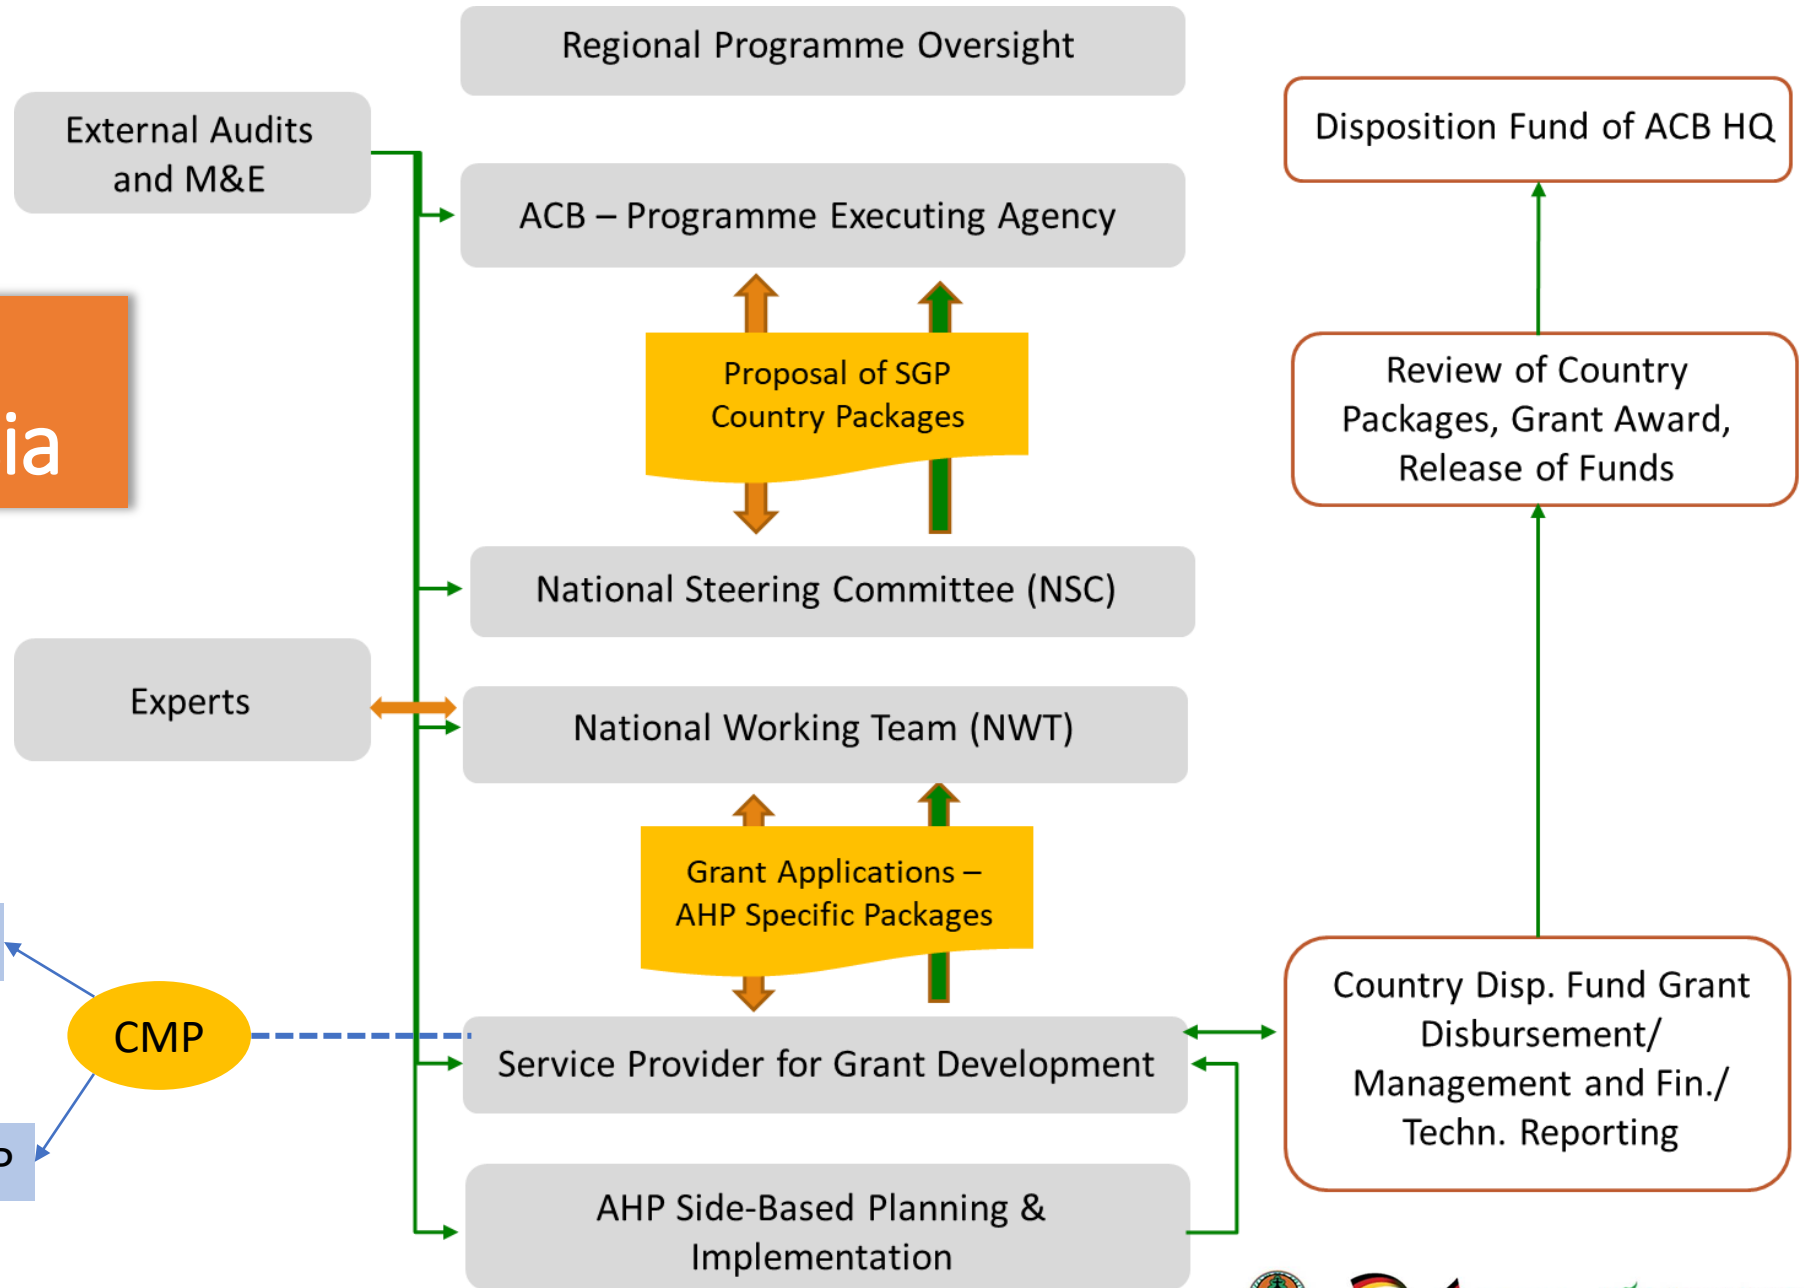 Regional Programme Oversight
External Audits
and M&E
Disposition Fund of ACB HQ
ACB – Programme Executing Agency
Proposal of SGP
Country Packages
Review of Country
Packages, Grant Award,
Release of Funds
ia
National Steering Committee (NSC)
Experts
National Working Team (NWT)
Grant Applications –
AHP Specific Packages
CMP
Service Provider for Grant Development
Country Disp. Fund Grant
Disbursement/
Management and Fin./
Techn. Reporting
P
AHP Side-Based Planning &
Implementation